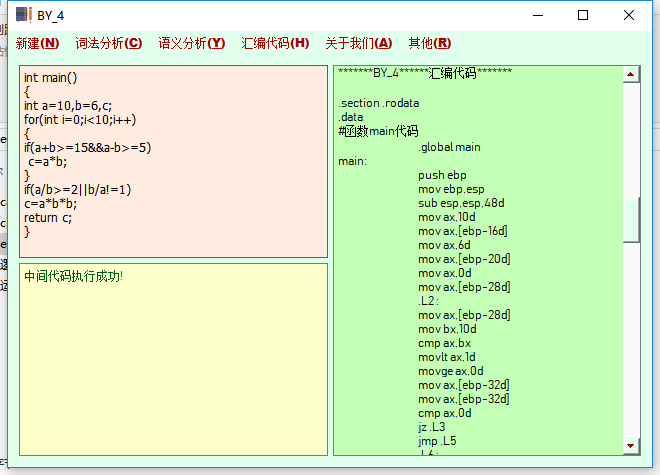 BY_4
新建(N) 词法分析(C) 语义分析(Y) 汇编代码(H) 关于我们(A) 其他(R)
int main()
{
int a=10,b=6,c;
for(int i=0;i<10;i++)
{
if(a+b>=15&&a-b>=5)
c=a*b;
}
if(a/b>=2||b/a!=1)
c=a*b*b;
return c;
}
中间代码执行成功!
*******BY_4******汇编代码*******
.section .rodata
.data
#函数main代码
.global main
main:
push ebp
mov ebp,esp
sub esp,esp,48d
mov ax,10d
mov ax,[ebp-16d]
mov ax,6d
mov ax,[ebp-20d]
mov ax,0d
mov ax,[ebp-28d]
.L2 :
mov ax,[ebp-28d]
mov bx,10d
cmp ax,bx
movlt ax,1d
movge ax,0d
mov ax,[ebp-32d]
mov ax,[ebp-32d]
cmp ax,0d
jz .L3
jmp .L5
.L6 :